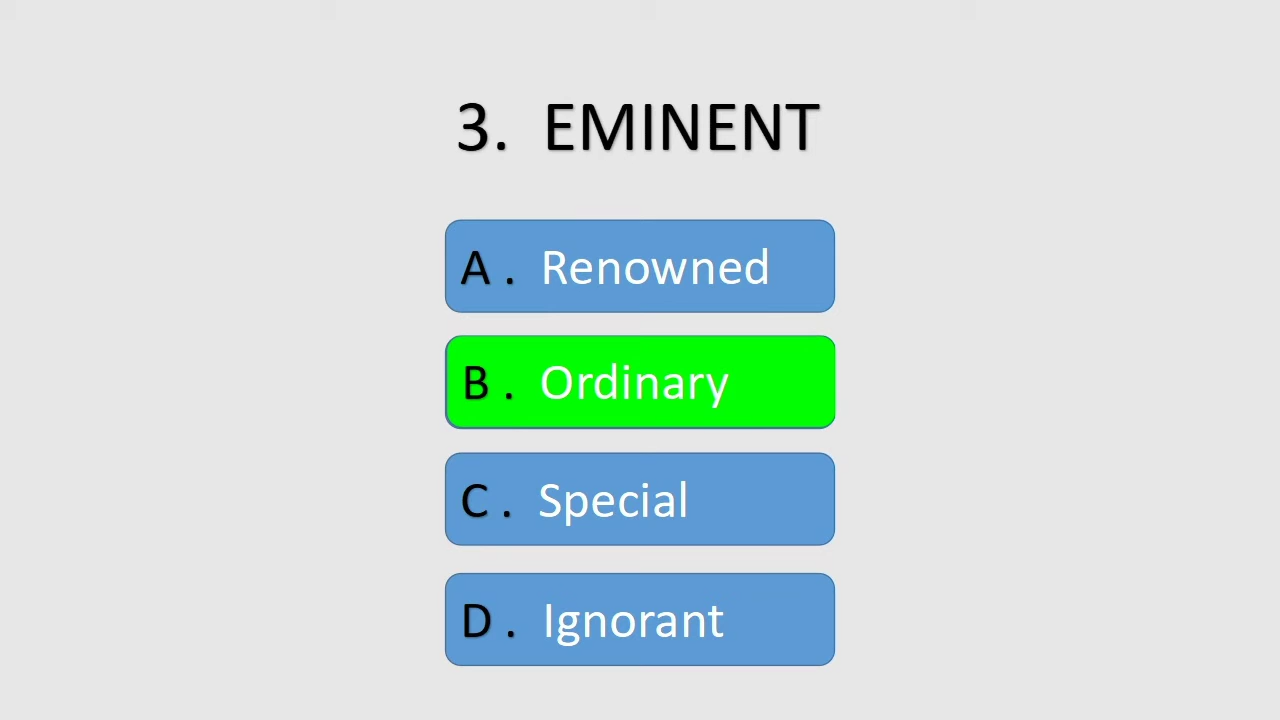 3. EMINENT
A . Renowned
B . Ordinary
C . Special
D . Ignorant